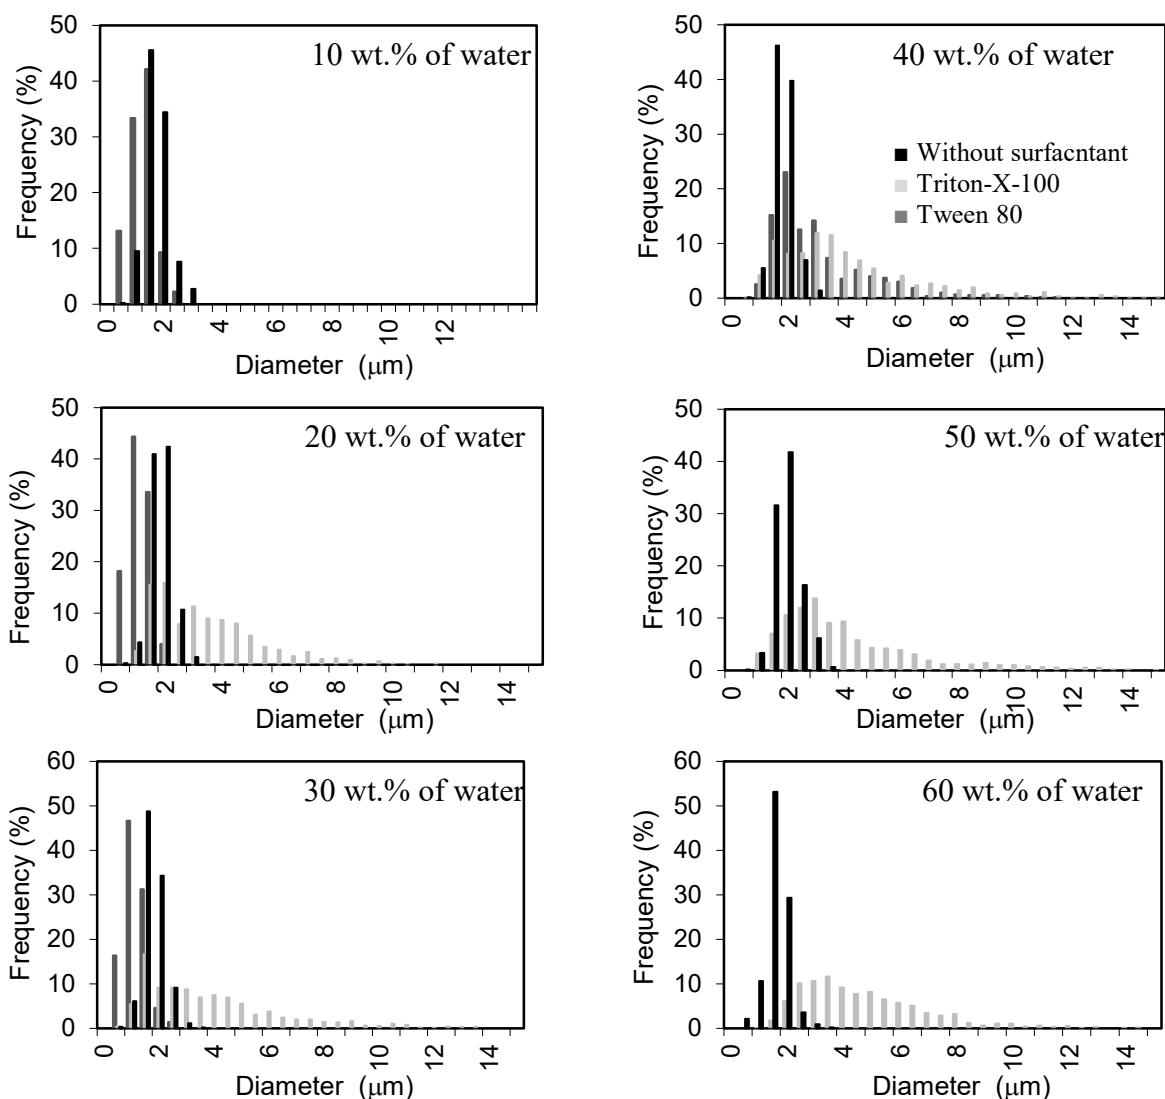 10 wt.% of water
Frequency (%)
50
40
30
20
10
0
0 2 4 6 8 10 12
Diameter (μm)
40 wt.% of water
Frequency (%)
50
40
30
20
10
0
Without surfacntant
Triton-X-100
Tween 80
0 2 4 6 8 10 12 14
Diameter (μm)
20 wt.% of water
Frequency (%)
50
40
30
20
10
0
0 2 4 6 8 10 12 14
Diameter (μm)
50 wt.% of water
Frequency (%)
50
40
30
20
10
0
0 2 4 6 8 10 12 14
Diameter (μm)
30 wt.% of water
Frequency (%)
60
50
40
30
20
10
0
0 2 4 6 8 10 12 14
Diameter (μm)
60 wt.% of water
Frequency (%)
60
50
40
30
20
10
0
0 2 4 6 8 10 12 14
Diameter (μm)